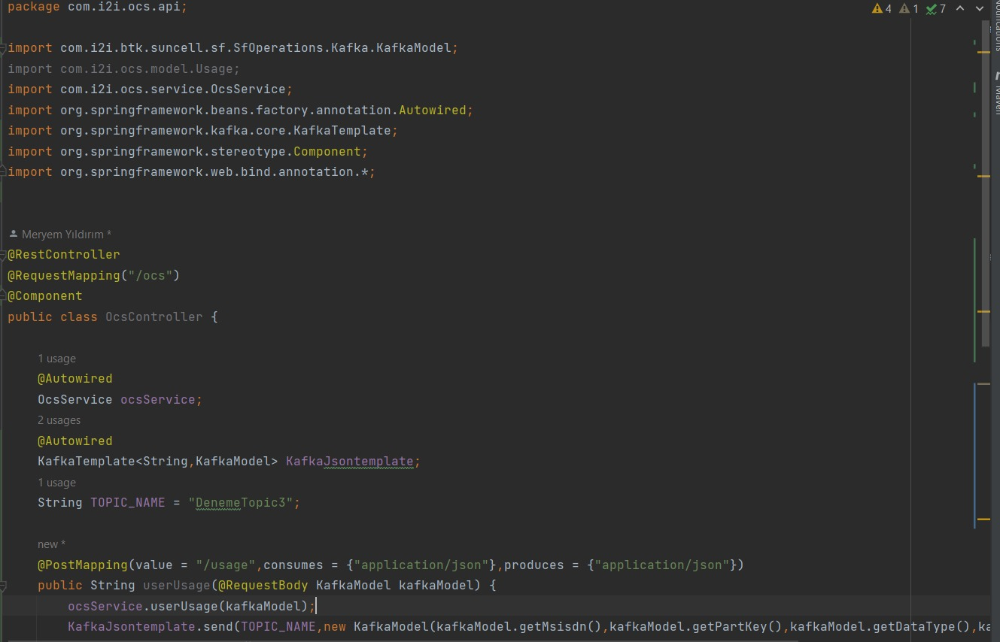 package com.i2i.ocs.api;
4 1 7
import com.i2i.btk.suncell.sf.SfOperations.Kafka.KafkaModel;
import com.i2i.ocs.model.Usage;
import com.i2i.ocs.service.OcsService;
import org.springframework.beans.factory.annotation.Autowired;
import org.springframework.kafka.core.KafkaTemplate;
import org.springframework.stereotype.Component;
import org.springframework.web.bind.annotation.*;
Meryem Yıldırım *
@RestController
@RequestMapping("/ocs")
@Component
public class OcsController {
1 usage
@Autowired
OcsService ocsService;
2 usages
@Autowired
KafkaTemplate<String,KafkaModel> KafkaJsontemplate;
1 usage
String TOPIC_NAME = "DenemeTopic3";
new *
@PostMapping(value = "/usage",consumes = {"application/json"},produces = {"application/json"})
public String userUsage(@RequestBody KafkaModel kafkaModel) {
ocsService.userUsage(kafkaModel);
KafkaJsontemplate.send(TOPIC_NAME,new KafkaModel(kafkaModel.getMsisdn(),kafkaModel.getPartKey(),kafkaModel.getDataType(),ka
Notifications
Maven